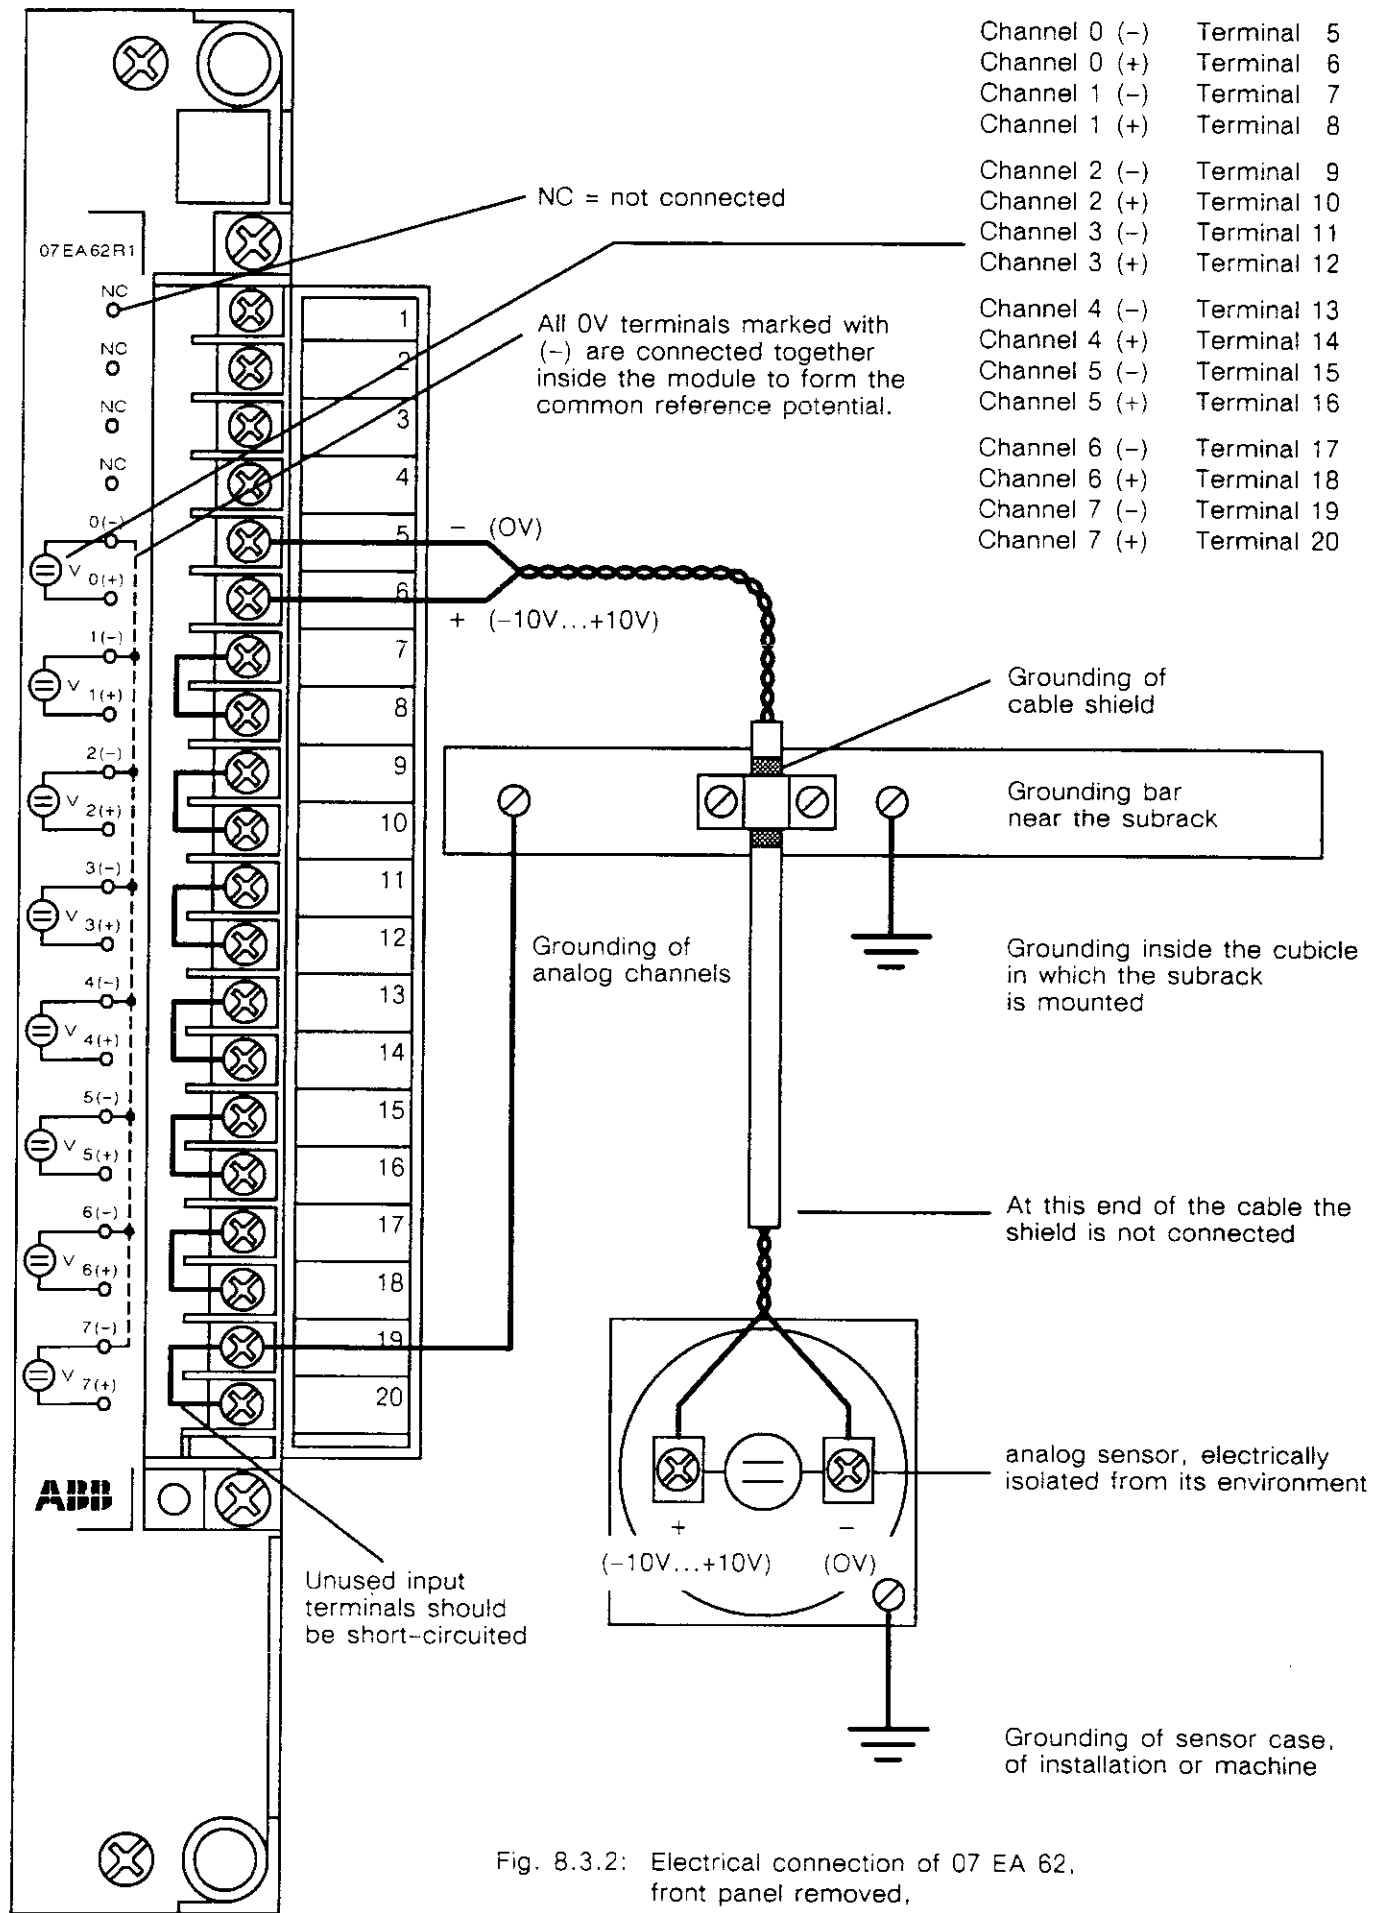 Channel 0 (−) Terminal 5
Channel 0 (+) Terminal 6
Channel 1 (−) Terminal 7
Channel 1 (+) Terminal 8
Channel 2 (−) Terminal 9
Channel 2 (+) Terminal 10
Channel 3 (−) Terminal 11
Channel 3 (+) Terminal 12
Channel 4 (−) Terminal 13
Channel 4 (+) Terminal 14
Channel 5 (−) Terminal 15
Channel 5 (+) Terminal 16
Channel 6 (−) Terminal 17
Channel 6 (+) Terminal 18
Channel 7 (−) Terminal 19
Channel 7 (+) Terminal 20
NC = not connected
All 0V terminals marked with
(−) are connected together
inside the module to form the
common reference potential.
07EA62R1
NC
NC
NC
NC
0(−)
V
0(+)
1(−)
V
1(+)
2(−)
V
2(+)
3(−)
V
3(+)
4(−)
V
4(+)
5(−)
V
5(+)
6(−)
V
6(+)
7(−)
V
7(+)
ABB
1
2
3
4
5
6
7
8
9
10
11
12
13
14
15
16
17
18
19
20
− (0V)
+ (−10V...+10V)
Grounding of
cable shield
Grounding bar
near the subrack
Grounding of
analog channels
Grounding inside the cubicle
in which the subrack
is mounted
At this end of the cable the
shield is not connected
analog sensor, electrically
isolated from its environment
+ −
(−10V...+10V) (0V)
Unused input
terminals should
be short−circuited
Grounding of sensor case,
of installation or machine
Fig. 8.3.2: Electrical connection of 07 EA 62,
front panel removed,